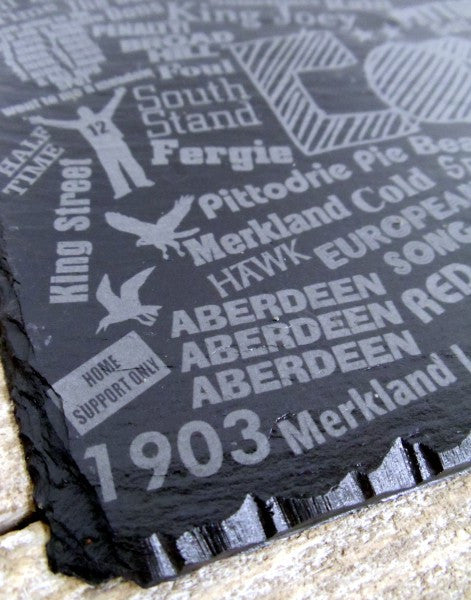 King Joey
Foul
South
Stand
Fergie
12
HALF
TIME
King Street
Pittodrie Pie
Merkland Cold
HAWK
EUROPEAN
SONG
ABERDEEN
ABERDEEN
ABERDEEN
RED
HOME
SUPPORT ONLY
1903
Merkland